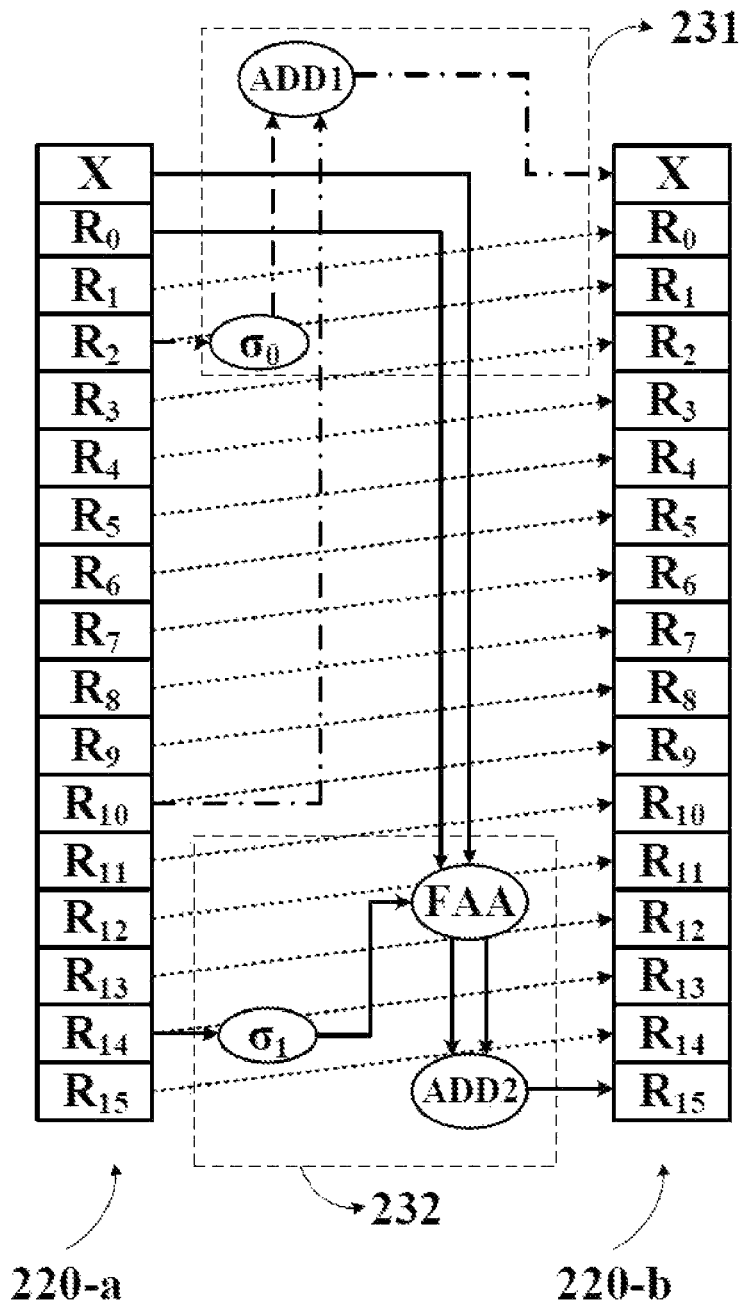 231
ADD1
X
R₀
R₁
R₂
R₃
R₄
R₅
R₆
R₇
R₈
R₉
R₁₀
R₁₁
R₁₂
R₁₃
R₁₄
R₁₅
σ₀
FAA
σ₁
ADD2
X
R₀
R₁
R₂
R₃
R₄
R₅
R₆
R₇
R₈
R₉
R₁₀
R₁₁
R₁₂
R₁₃
R₁₄
R₁₅
232
220-a
220-b